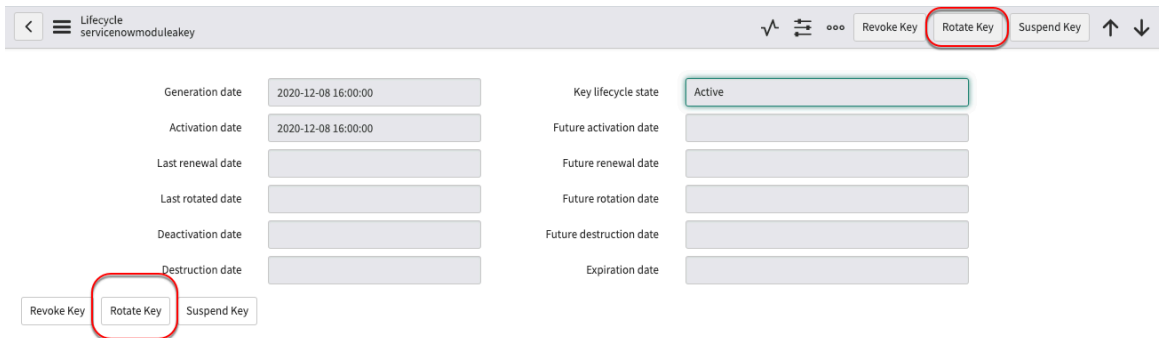 Lifecycle
servicenowmoduleakey
Revoke Key Rotate Key Suspend Key
Generation date 2020-12-08 16:00:00 Key lifecycle state Active
Activation date 2020-12-08 16:00:00 Future activation date
Last renewal date Future renewal date
Last rotated date Future rotation date
Deactivation date Future destruction date
Destruction date Expiration date
Revoke Key Rotate Key Suspend Key